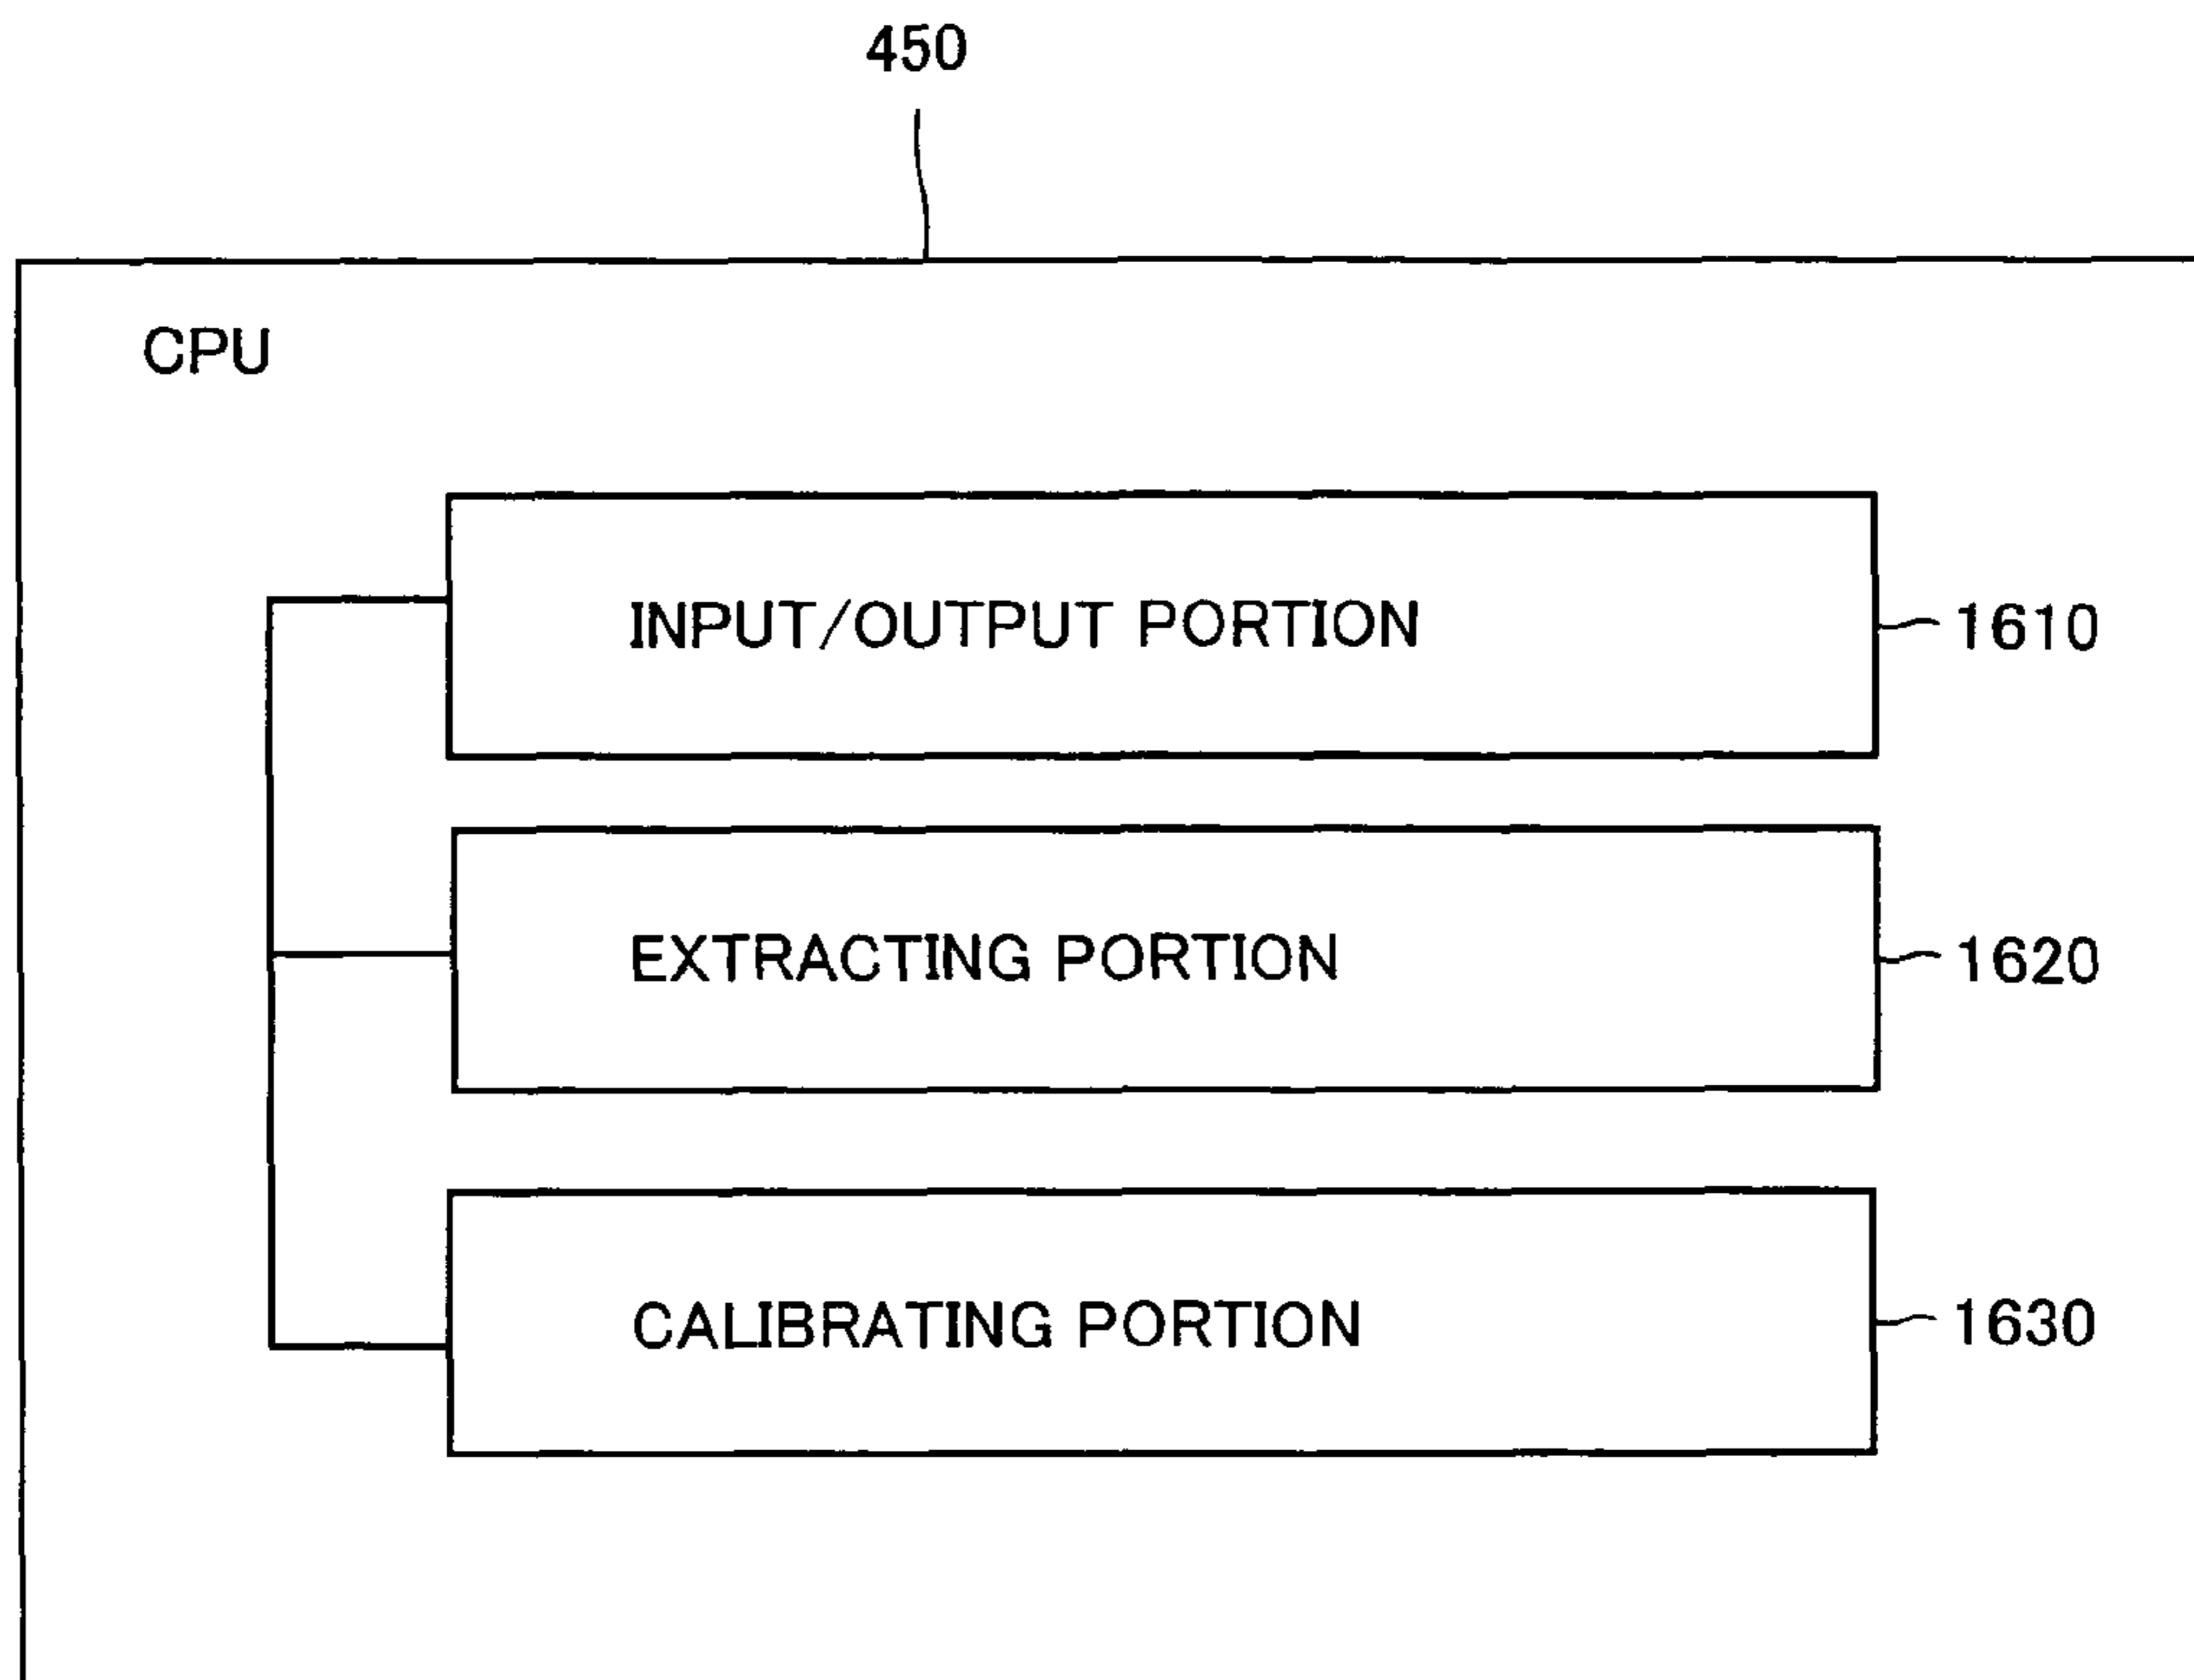 450
CPU
INPUT/OUTPUT PORTION
1610
EXTRACTING PORTION
1620
CALIBRATING PORTION
1630